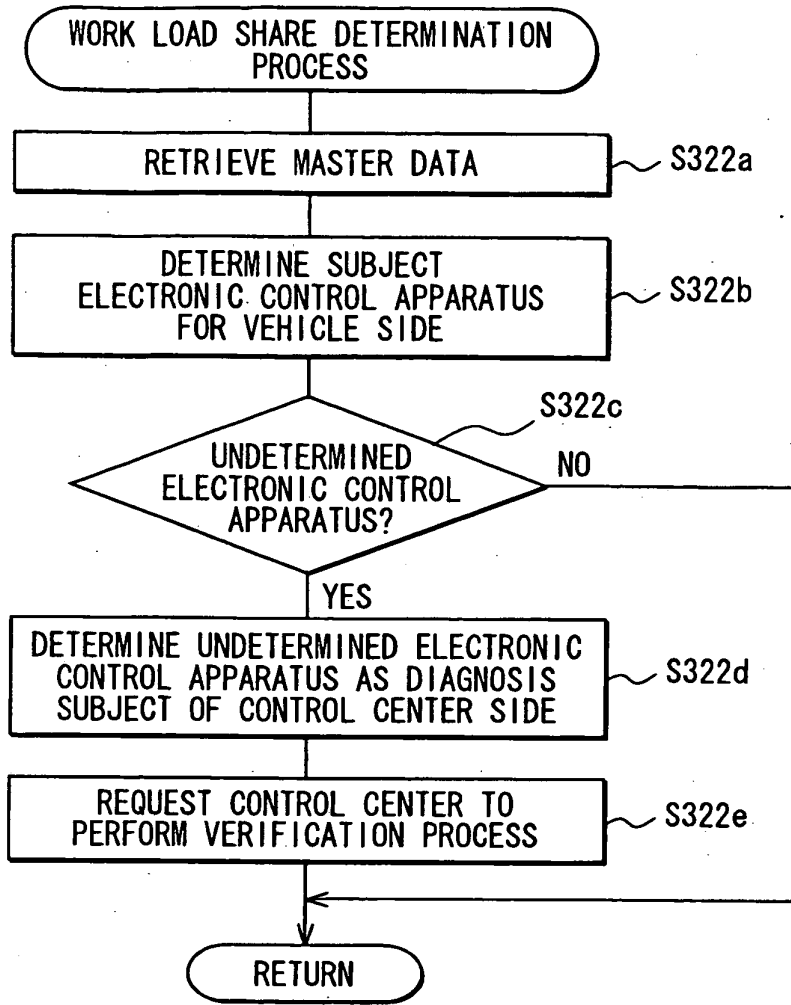 WORK LOAD SHARE DETERMINATION
PROCESS
RETRIEVE MASTER DATA
S322a
DETERMINE SUBJECT
ELECTRONIC CONTROL APPARATUS
FOR VEHICLE SIDE
S322b
S322c
UNDETERMINED
ELECTRONIC CONTROL
APPARATUS?
NO
YES
DETERMINE UNDETERMINED ELECTRONIC
CONTROL APPARATUS AS DIAGNOSIS
SUBJECT OF CONTROL CENTER SIDE
S322d
REQUEST CONTROL CENTER TO
PERFORM VERIFICATION PROCESS
S322e
RETURN